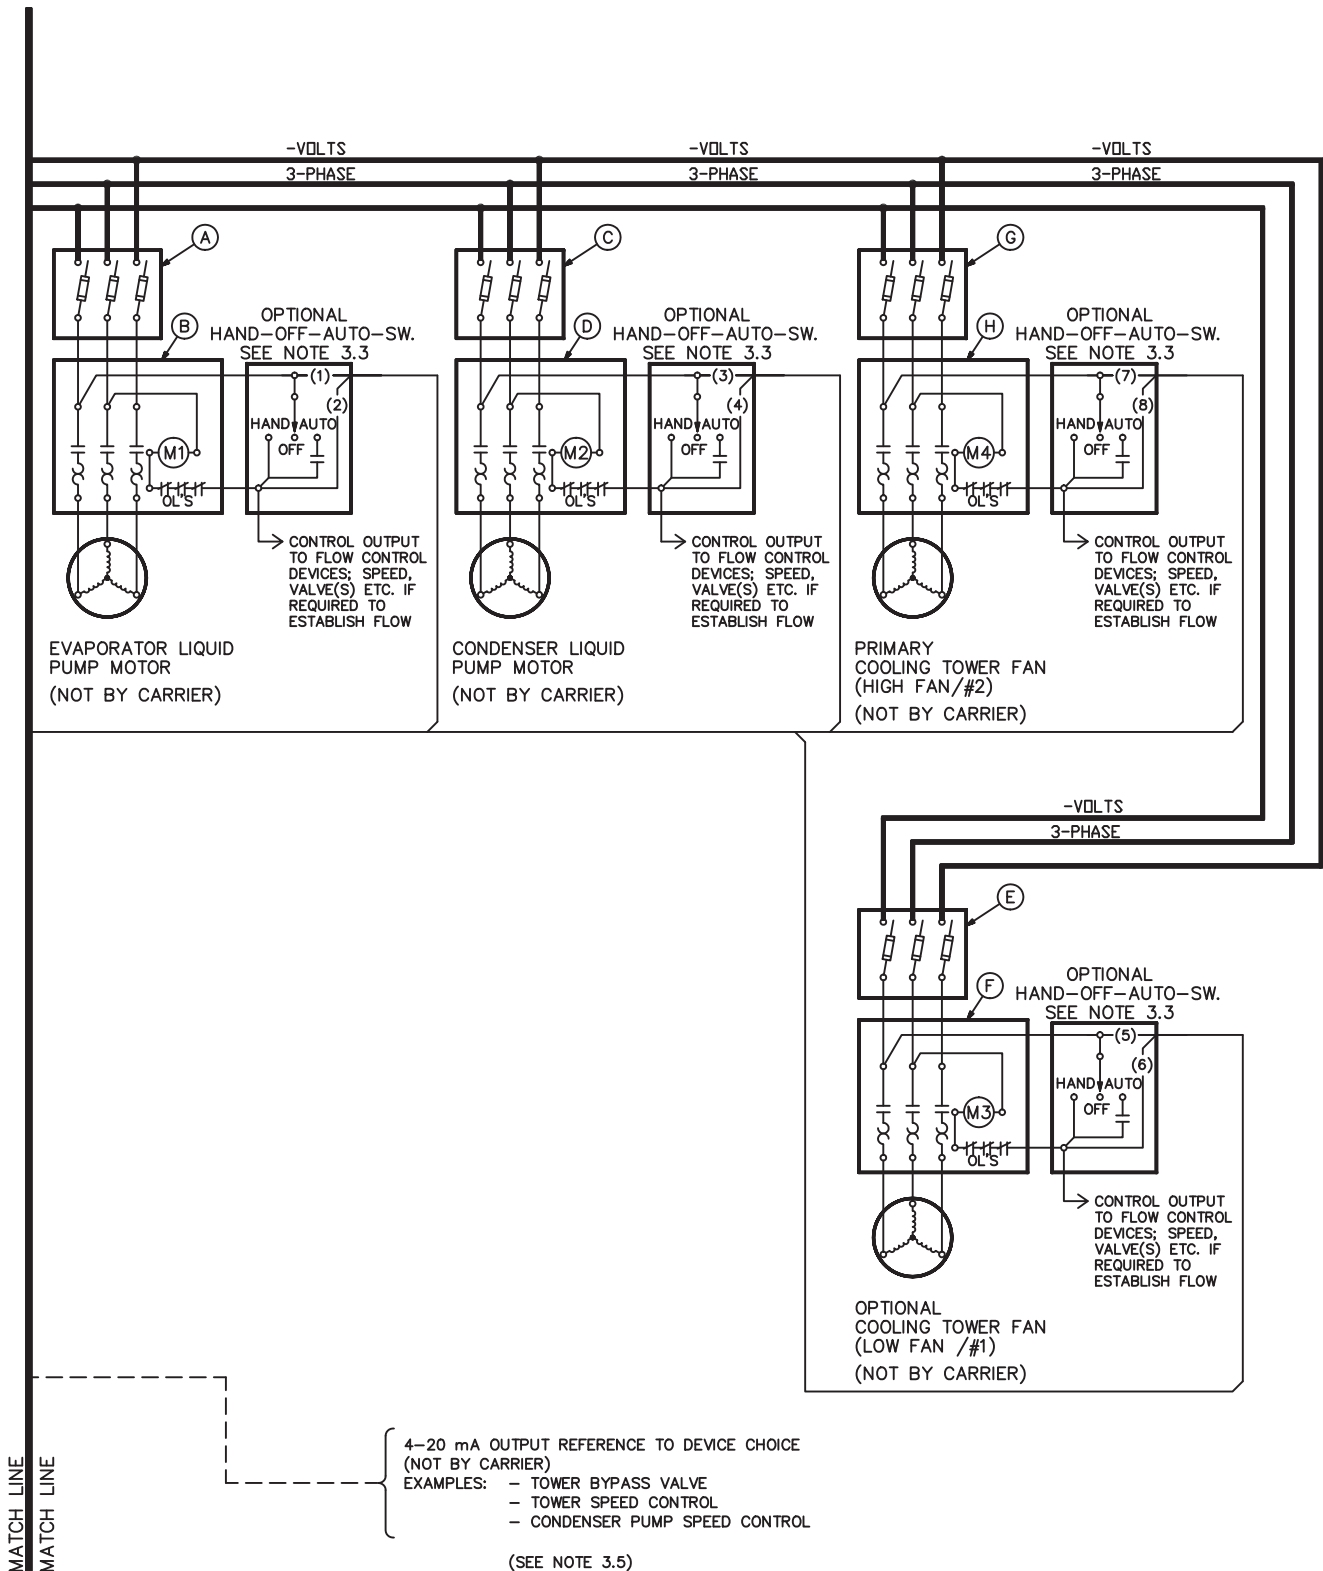 -VOLTS
3-PHASE
-VOLTS
3-PHASE
-VOLTS
3-PHASE
A
B
OPTIONAL
HAND-OFF-AUTO-SW.
SEE NOTE 3.3
(1)
(2)
HAND AUTO
OFF
M1
OL'S
CONTROL OUTPUT
TO FLOW CONTROL
DEVICES; SPEED,
VALVE(S) ETC. IF
REQUIRED TO
ESTABLISH FLOW
EVAPORATOR LIQUID
PUMP MOTOR
(NOT BY CARRIER)
C
D
OPTIONAL
HAND-OFF-AUTO-SW.
SEE NOTE 3.3
(3)
(4)
HAND AUTO
OFF
M2
OL'S
CONTROL OUTPUT
TO FLOW CONTROL
DEVICES; SPEED,
VALVE(S) ETC. IF
REQUIRED TO
ESTABLISH FLOW
CONDENSER LIQUID
PUMP MOTOR
(NOT BY CARRIER)
G
H
OPTIONAL
HAND-OFF-AUTO-SW.
SEE NOTE 3.3
(7)
(8)
HAND AUTO
OFF
M4
OL'S
CONTROL OUTPUT
TO FLOW CONTROL
DEVICES; SPEED,
VALVE(S) ETC. IF
REQUIRED TO
ESTABLISH FLOW
PRIMARY
COOLING TOWER FAN
(HIGH FAN/#2)
(NOT BY CARRIER)
-VOLTS
3-PHASE
E
F
OPTIONAL
HAND-OFF-AUTO-SW.
SEE NOTE 3.3
(5)
(6)
HAND AUTO
OFF
M3
OL'S
CONTROL OUTPUT
TO FLOW CONTROL
DEVICES; SPEED,
VALVE(S) ETC. IF
REQUIRED TO
ESTABLISH FLOW
OPTIONAL
COOLING TOWER FAN
(LOW FAN /#1)
(NOT BY CARRIER)
4-20 mA OUTPUT REFERENCE TO DEVICE CHOICE
(NOT BY CARRIER)
EXAMPLES: - TOWER BYPASS VALVE
- TOWER SPEED CONTROL
- CONDENSER PUMP SPEED CONTROL
(SEE NOTE 3.5)
MATCH LINE
MATCH LINE